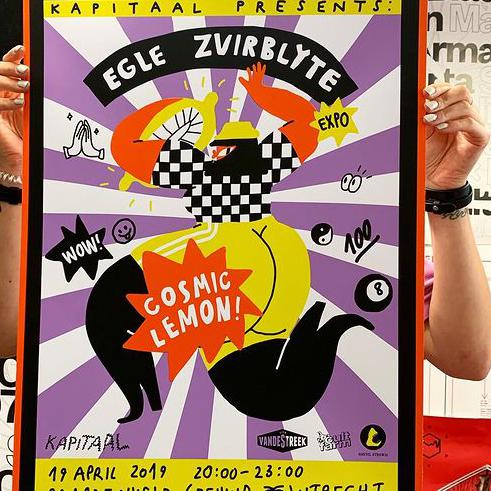 KAPITAAL PRESENTS:
EGLE ZVIRBLYTE
EXPO
WOW!
100
8
COSMIC
LEMON!
KAPITAAL
VANDESTREEK
19 APRIL 2019 20:00-23:00